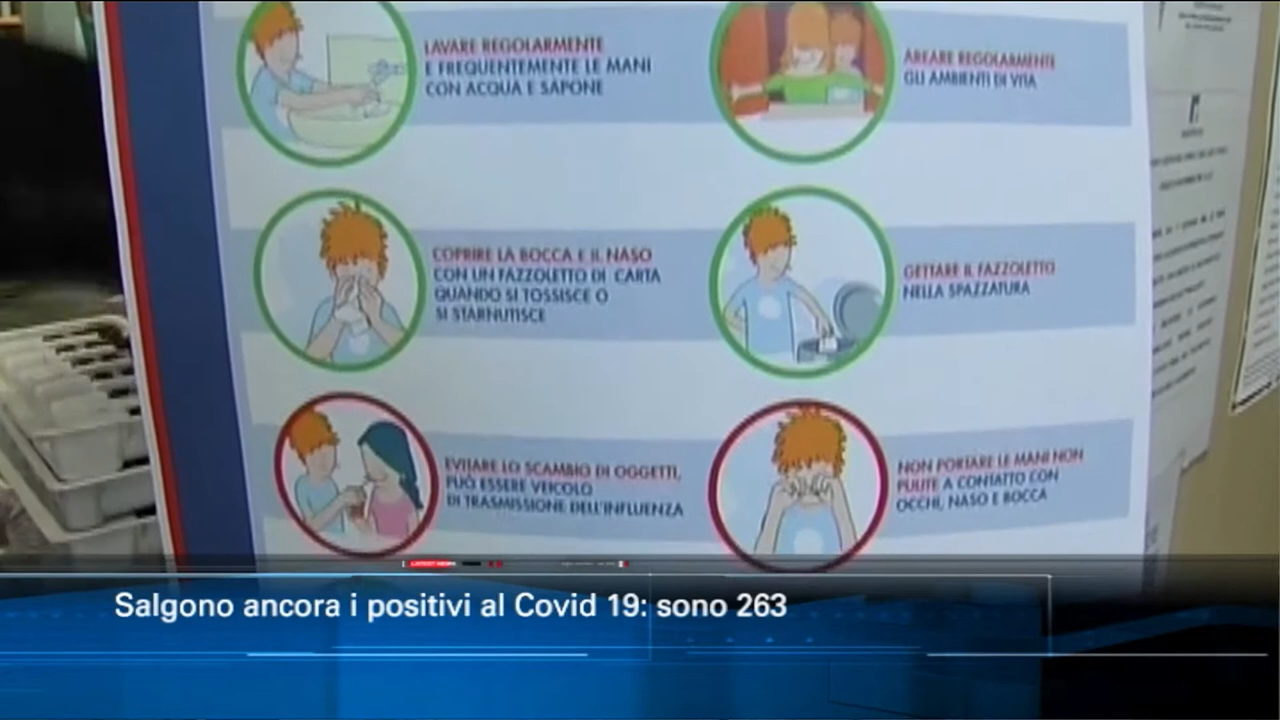 LAVARE REGOLARMENTE
E FREQUENTEMENTE LE MANI
CON ACQUA E SAPONE
AREARE REGOLARMENTE
GLI AMBIENTI DI VITA
COPRIRE LA BOCCA E IL NASO
CON UN FAZZOLETTO DI CARTA
QUANDO SI TOSSISCE O
SI STARNUTISCE
GETTARE IL FAZZOLETTO
NELLA SPAZZATURA
EVITARE LO SCAMBIO DI OGGETTI,
PUÒ ESSERE VEICOLO
DI TRASMISSIONE DELL'INFLUENZA
NON PORTARE LE MANI NON
PULITE A CONTATTO CON
OCCHI, NASO E BOCCA
LATEST NEWS
Salgono ancora i positivi al Covid 19: sono 263